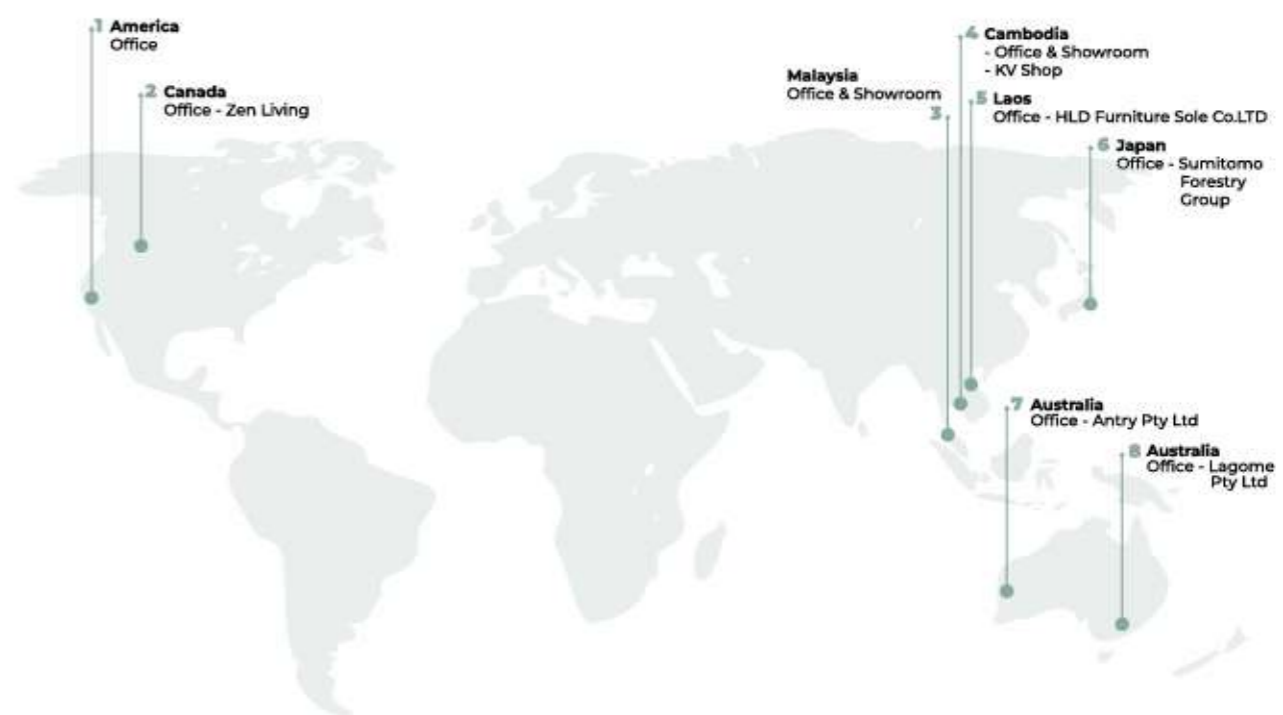 1 America
Office
2 Canada
Office - Zen Living
Malaysia
Office & Showroom
3
4 Cambodia
- Office & Showroom
- KV Shop
5 Laos
Office - HLD Furniture Sole Co.LTD
6 Japan
Office - Sumitomo
Forestry
Group
7 Australia
Office - Antry Pty Ltd
8 Australia
Office - Lagome
Pty Ltd